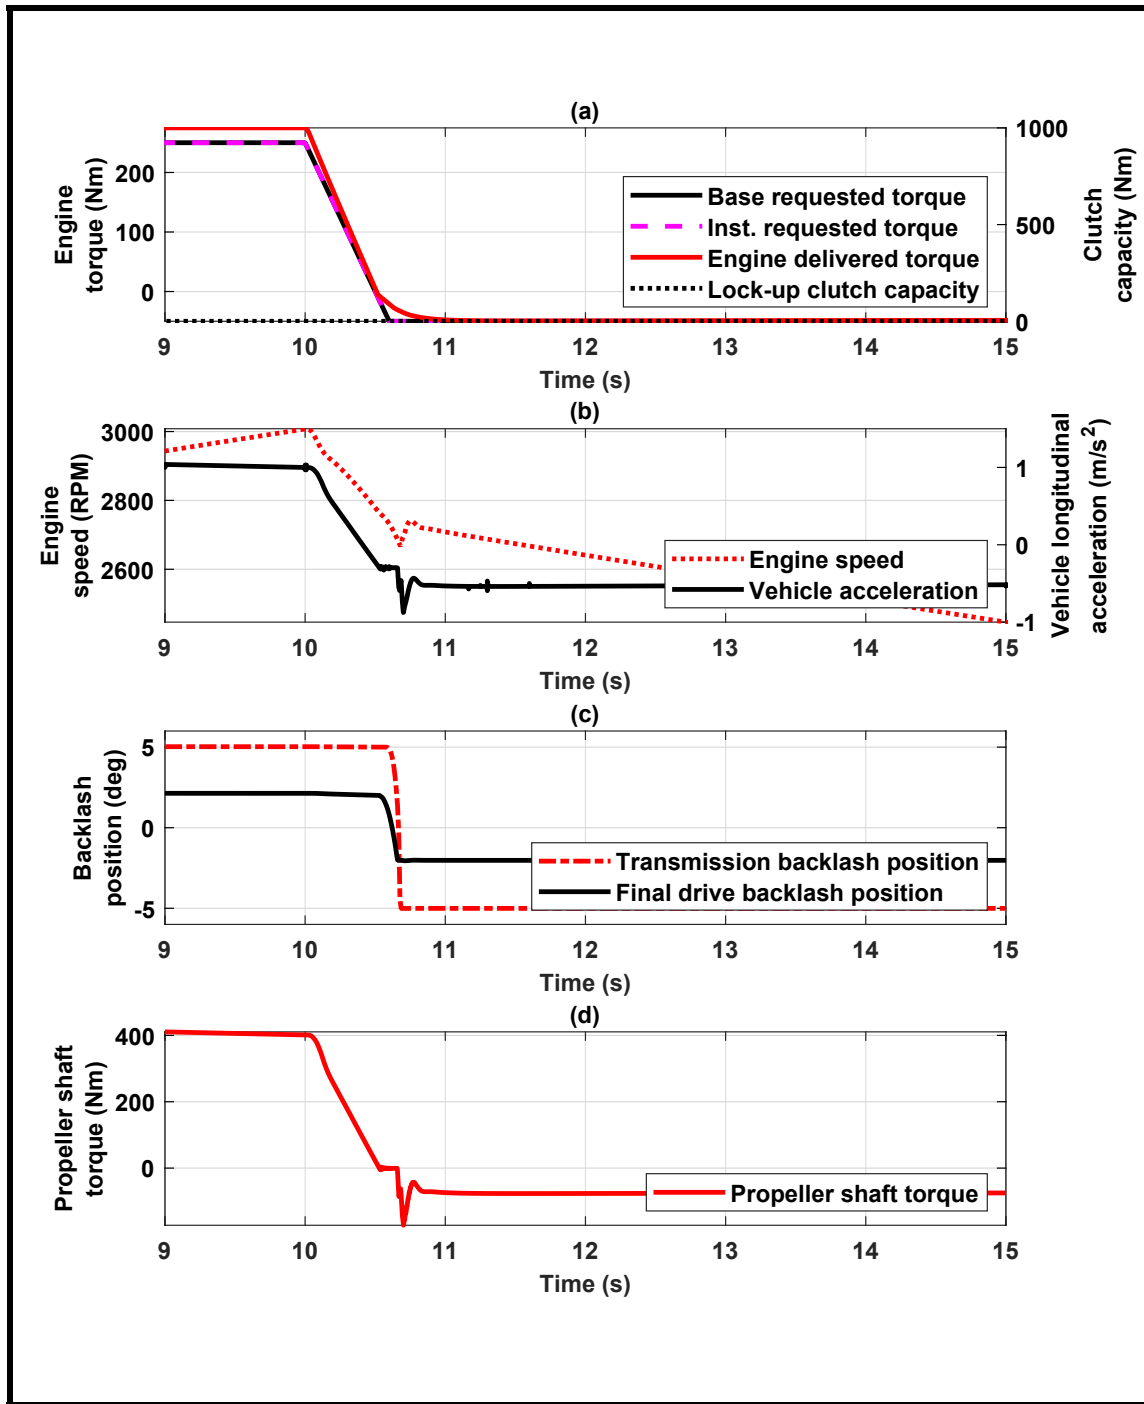 (a)
Engine
torque (Nm)
200
100
0
1000
500
0
Clutch
capacity (Nm)
Base requested torque
Inst. requested torque
Engine delivered torque
Lock-up clutch capacity
9 10 11 12 13 14 15
Time (s)
(b)
Engine
speed (RPM)
3000
2800
2600
1
0
-1
Vehicle longitudinal
acceleration (m/s²)
Engine speed
Vehicle acceleration
9 10 11 12 13 14 15
Time (s)
(c)
Backlash
position (deg)
5
0
-5
Transmission backlash position
Final drive backlash position
9 10 11 12 13 14 15
Time (s)
(d)
Propeller shaft
torque (Nm)
400
200
0
Propeller shaft torque
9 10 11 12 13 14 15
Time (s)